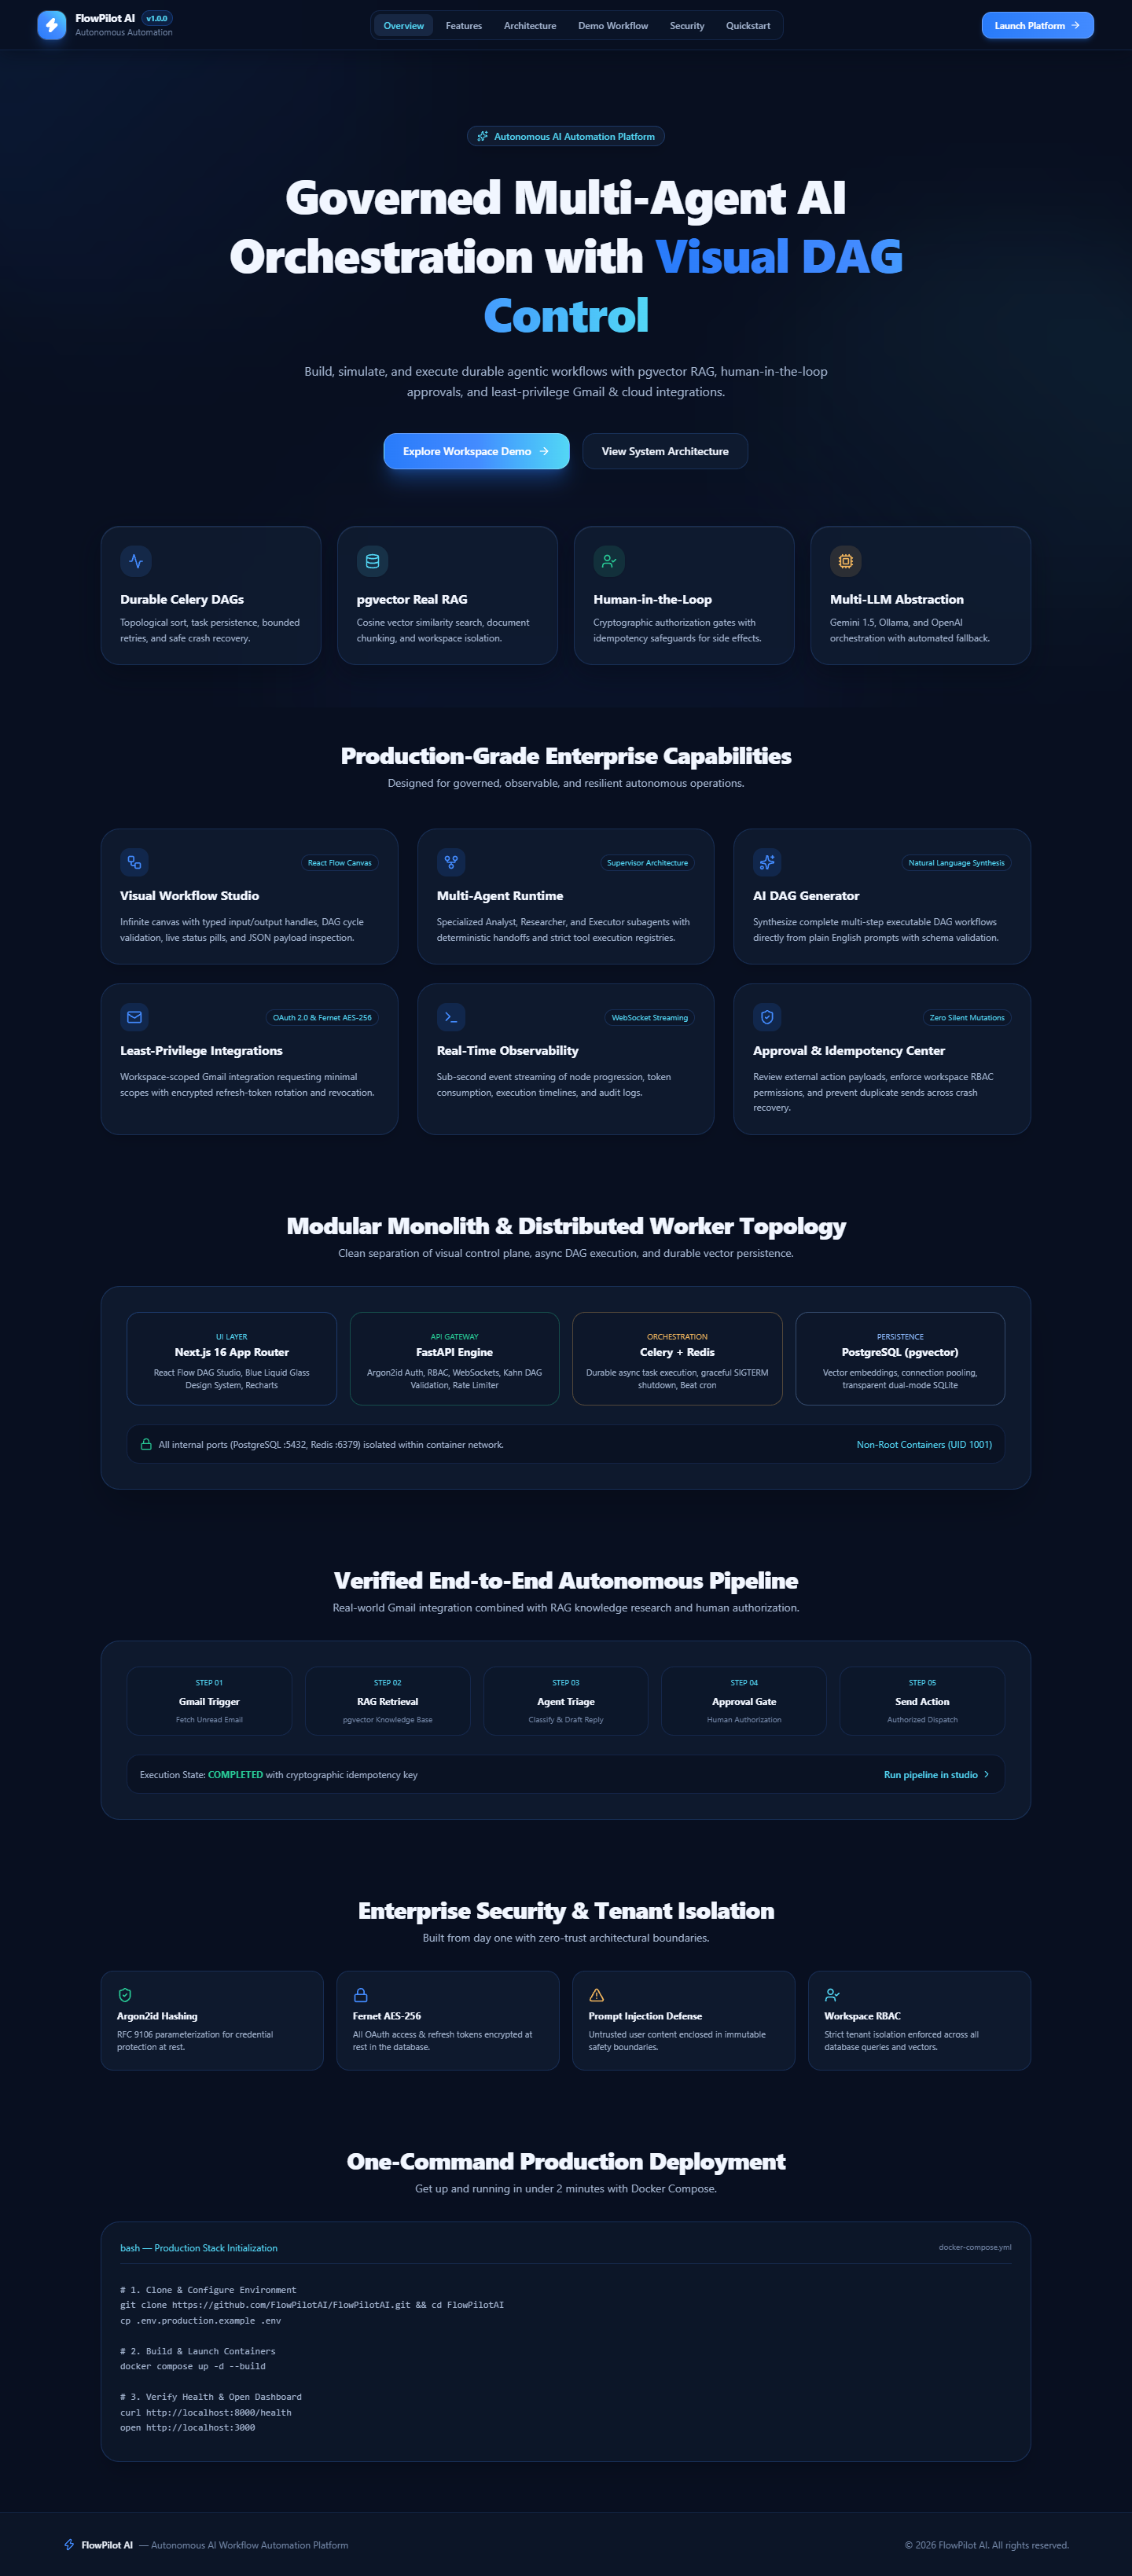 FlowPilot AI v1.0.0
Autonomous Automation
Overview Features Architecture Demo Workflow Security Quickstart
Launch Platform
Autonomous AI Automation Platform
Governed Multi-Agent AI
Orchestration with Visual DAG
Control
Build, simulate, and execute durable agentic workflows with pgvector RAG, human-in-the-loop
approvals, and least-privilege Gmail & cloud integrations.
Explore Workspace Demo
View System Architecture
Durable Celery DAGs
Topological sort, task persistence, bounded
retries, and safe crash recovery.
pgvector Real RAG
Cosine vector similarity search, document
chunking, and workspace isolation.
Human-in-the-Loop
Cryptographic authorization gates with
idempotency safeguards for side effects.
Multi-LLM Abstraction
Gemini 1.5, Ollama, and OpenAI
orchestration with automated fallback.
Production-Grade Enterprise Capabilities
Designed for governed, observable, and resilient autonomous operations.
React Flow Canvas
Visual Workflow Studio
Infinite canvas with typed input/output handles, DAG cycle
validation, live status pills, and JSON payload inspection.
Supervisor Architecture
Multi-Agent Runtime
Specialized Analyst, Researcher, and Executor subagents with
deterministic handoffs and strict tool execution registries.
Natural Language Synthesis
AI DAG Generator
Synthesize complete multi-step executable DAG workflows
directly from plain English prompts with schema validation.
OAuth 2.0 & Fernet AES-256
Least-Privilege Integrations
Workspace-scoped Gmail integration requesting minimal
scopes with encrypted refresh-token rotation and revocation.
WebSocket Streaming
Real-Time Observability
Sub-second event streaming of node progression, token
consumption, execution timelines, and audit logs.
Zero Silent Mutations
Approval & Idempotency Center
Review external action payloads, enforce workspace RBAC
permissions, and prevent duplicate sends across crash
recovery.
Modular Monolith & Distributed Worker Topology
Clean separation of visual control plane, async DAG execution, and durable vector persistence.
UI LAYER
Next.js 16 App Router
React Flow DAG Studio, Blue Liquid Glass
Design System, Recharts
API GATEWAY
FastAPI Engine
Argon2id Auth, RBAC, WebSockets, Kahn DAG
Validation, Rate Limiter
ORCHESTRATION
Celery + Redis
Durable async task execution, graceful SIGTERM
shutdown, Beat cron
PERSISTENCE
PostgreSQL (pgvector)
Vector embeddings, connection pooling,
transparent dual-mode SQLite
All internal ports (PostgreSQL :5432, Redis :6379) isolated within container network.
Non-Root Containers (UID 1001)
Verified End-to-End Autonomous Pipeline
Real-world Gmail integration combined with RAG knowledge research and human authorization.
STEP 01
Gmail Trigger
Fetch Unread Email
STEP 02
RAG Retrieval
pgvector Knowledge Base
STEP 03
Agent Triage
Classify & Draft Reply
STEP 04
Approval Gate
Human Authorization
STEP 05
Send Action
Authorized Dispatch
Execution State: COMPLETED with cryptographic idempotency key
Run pipeline in studio
Enterprise Security & Tenant Isolation
Built from day one with zero-trust architectural boundaries.
Argon2id Hashing
RFC 9106 parameterization for credential
protection at rest.
Fernet AES-256
All OAuth access & refresh tokens encrypted at
rest in the database.
Prompt Injection Defense
Untrusted user content enclosed in immutable
safety boundaries.
Workspace RBAC
Strict tenant isolation enforced across all
database queries and vectors.
One-Command Production Deployment
Get up and running in under 2 minutes with Docker Compose.
bash — Production Stack Initialization
docker-compose.yml
# 1. Clone & Configure Environment
git clone https://github.com/FlowPilotAI/FlowPilotAI.git && cd FlowPilotAI
cp .env.production.example .env
# 2. Build & Launch Containers
docker compose up -d --build
# 3. Verify Health & Open Dashboard
curl http://localhost:8000/health
open http://localhost:3000
FlowPilot AI — Autonomous AI Workflow Automation Platform
© 2026 FlowPilot AI. All rights reserved.